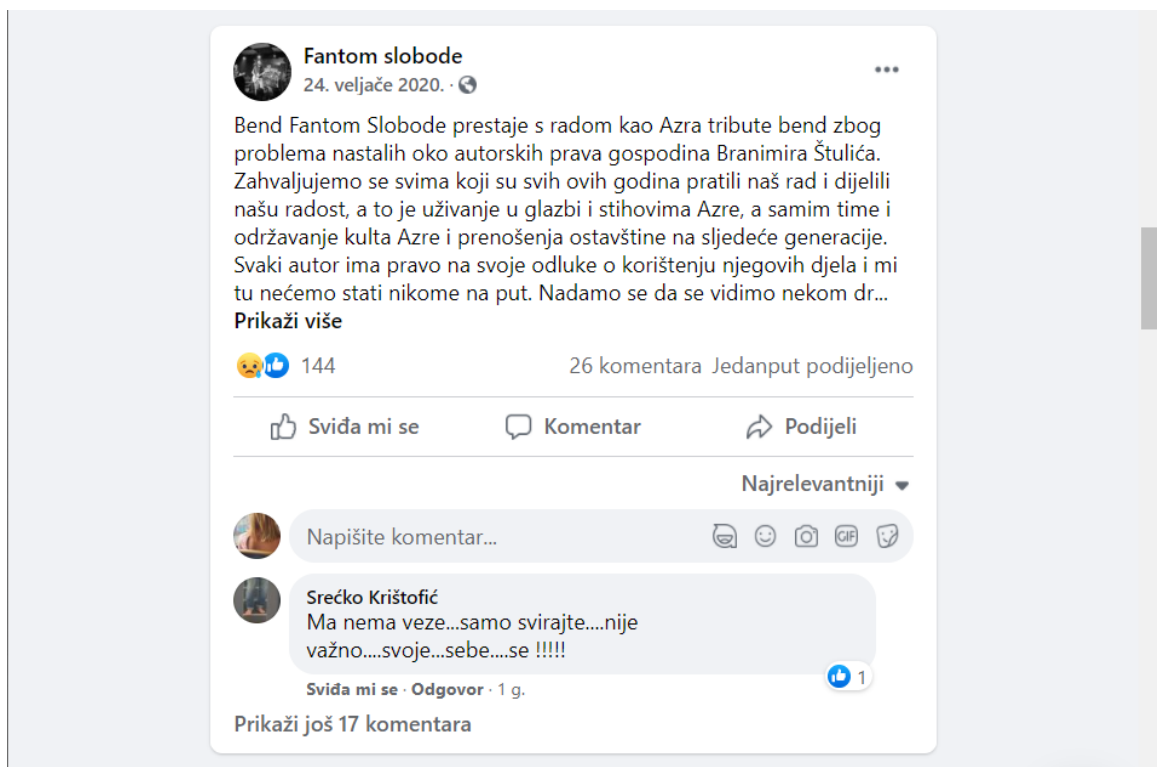 Fantom slobode
24. veljače 2020. ·
Bend Fantom Slobode prestaje s radom kao Azra tribute bend zbog
problema nastalih oko autorskih prava gospodina Branimira Štulića.
Zahvaljujemo se svima koji su svih ovih godina pratili naš rad i dijelili
našu radost, a to je uživanje u glazbi i stihovima Azre, a samim time i
održavanje kulta Azre i prenošenja ostavštine na sljedeće generacije.
Svaki autor ima pravo na svoje odluke o korištenju njegovih djela i mi
tu nećemo stati nikome na put. Nadamo se da se vidimo nekom dr...
Prikaži više
144 26 komentara Jedanput podijeljeno
Sviđa mi se Komentar Podijeli
Najrelevantniji
Napišite komentar... GIF
Srećko Krištofić
Ma nema veze...samo svirajte....nije
važno....svoje...sebe....se !!!!!
1
Sviđa mi se · Odgovor · 1 g.
Prikaži još 17 komentara